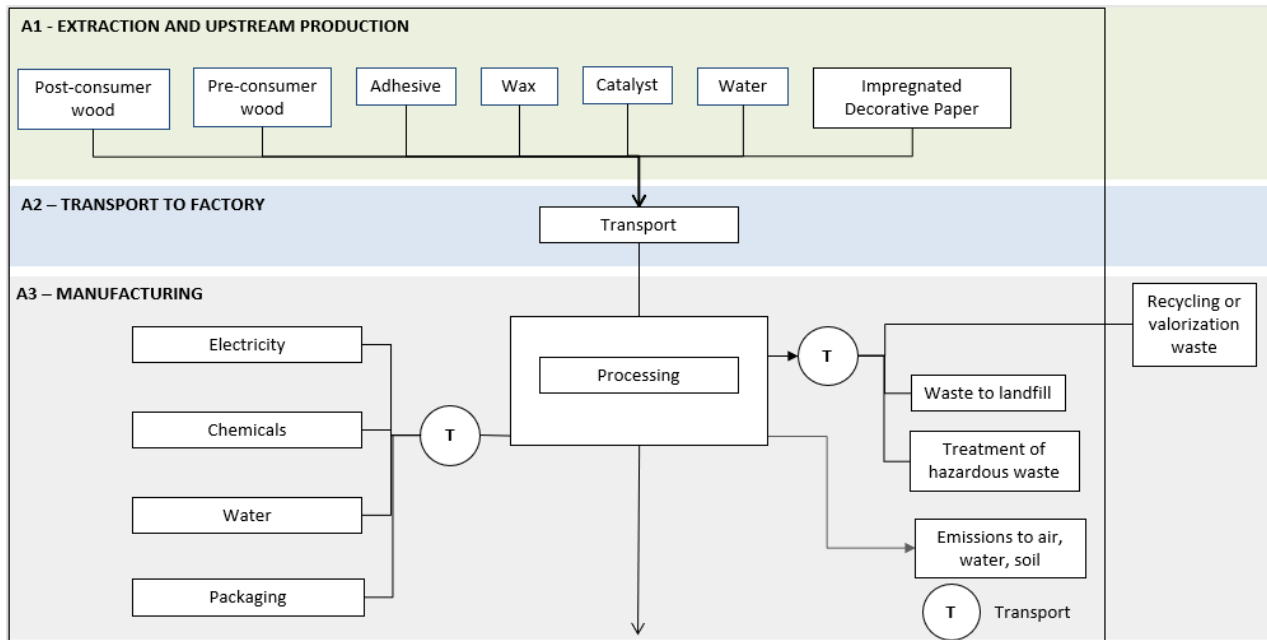 A1 - EXTRACTION AND UPSTREAM PRODUCTION
Post-consumer
wood
Pre-consumer
wood
Adhesive
Wax
Catalyst
Water
Impregnated
Decorative Paper
A2 – TRANSPORT TO FACTORY
Transport
A3 – MANUFACTURING
Electricity
Chemicals
Water
Packaging
T
Processing
T
Recycling or
valorization
waste
Waste to landfill
Treatment of
hazardous waste
Emissions to air,
water, soil
T Transport